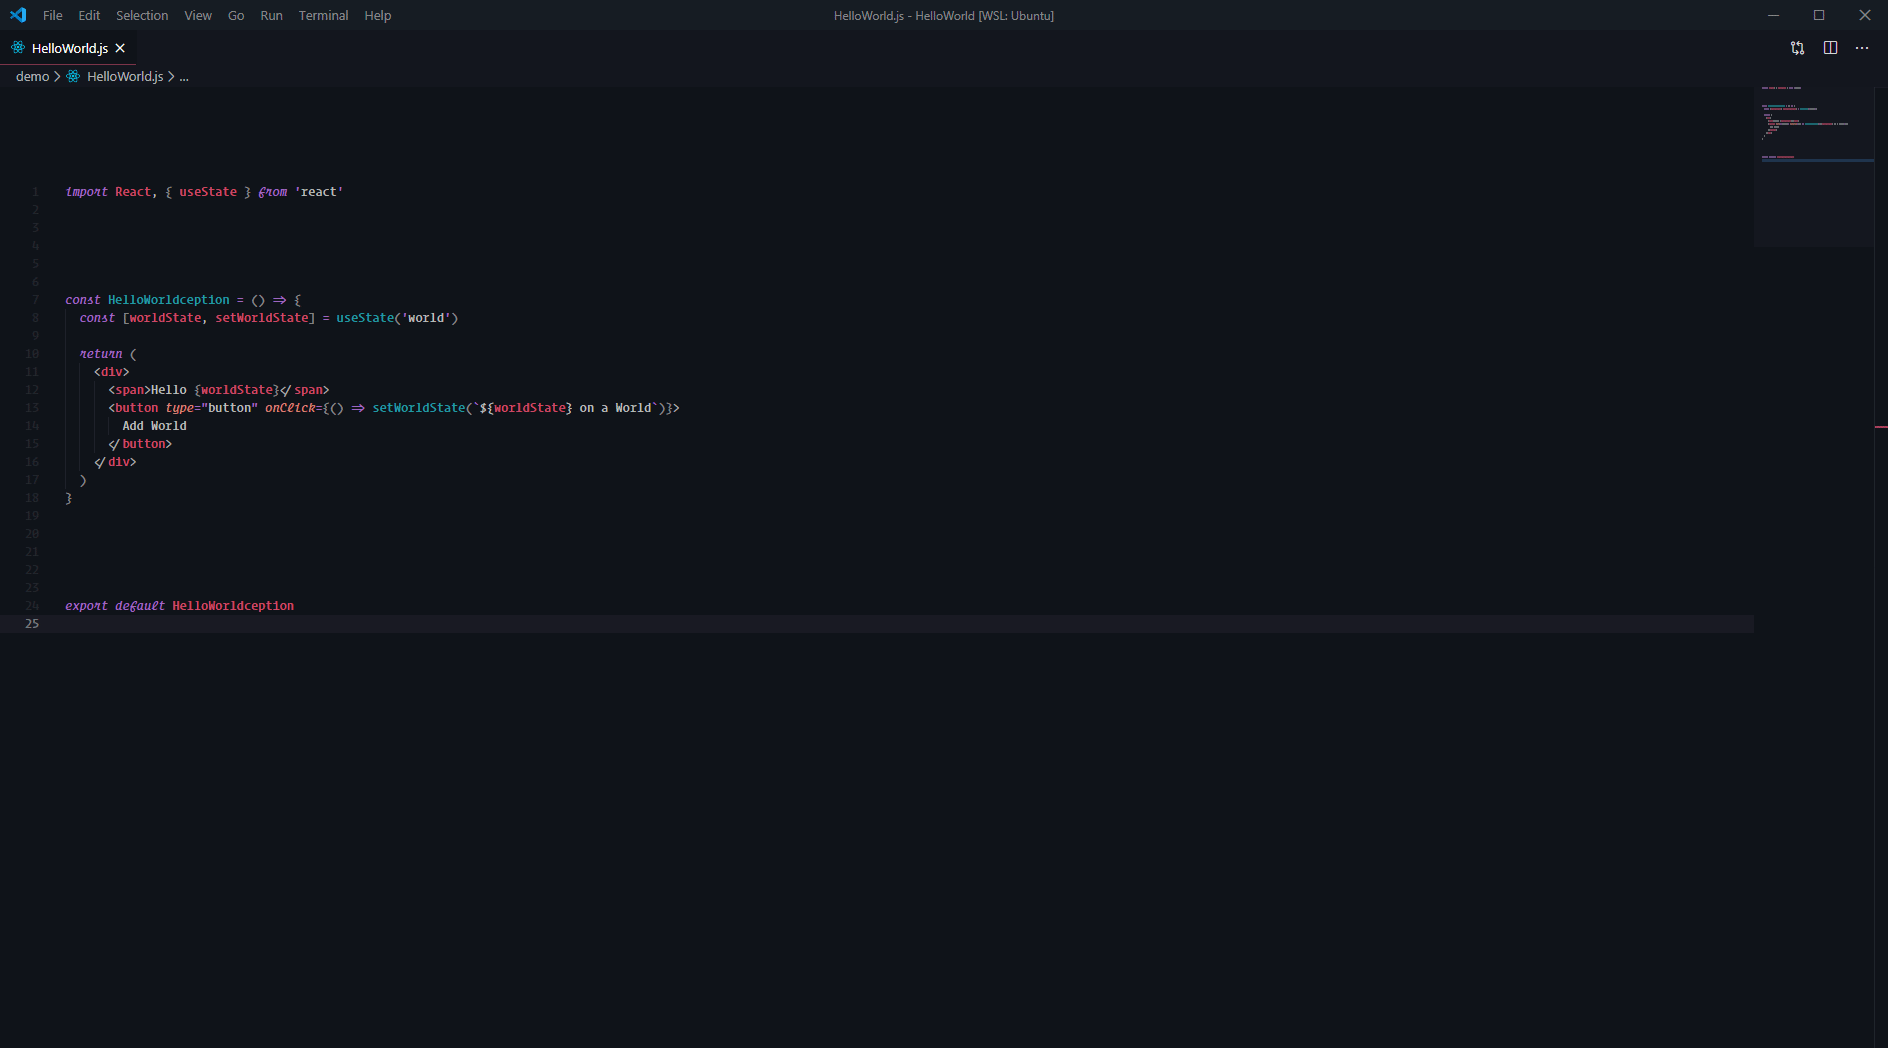 File Edit Selection View Go Run Terminal Help HelloWorld.js - HelloWorld [WSL: Ubuntu]
HelloWorld.js
demo > HelloWorld.js > ...
1 import React, { useState } from 'react'
2
3
4
5
6
7 const HelloWorldception = () => {
8 const [worldState, setWorldState] = useState('world')
9
10 return (
11 <div>
12 <span>Hello {worldState}</span>
13 <button type="button" onClick={() => setWorldState(`${worldState} on a World`)}>
14 Add World
15 </button>
16 </div>
17 )
18 }
19
20
21
22
23
24 export default HelloWorldception
25